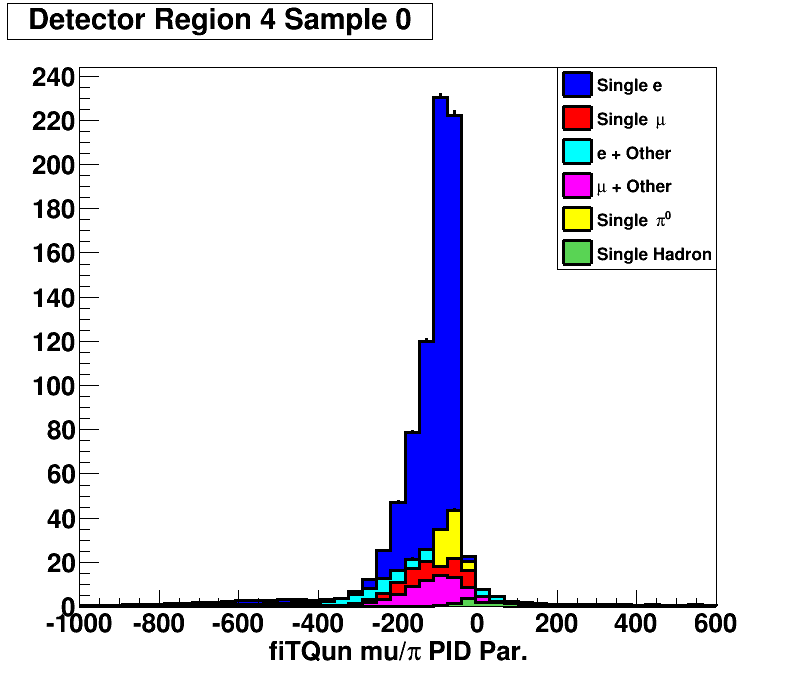 Detector Region 4 Sample 0
240
220
200
180
160
140
120
100
80
60
40
20
0
Single e
Single μ
e + Other
μ + Other
Single π⁰
Single Hadron
-1000 -800 -600 -400 -200 0 200 400 600
fiTQun mu/π PID Par.